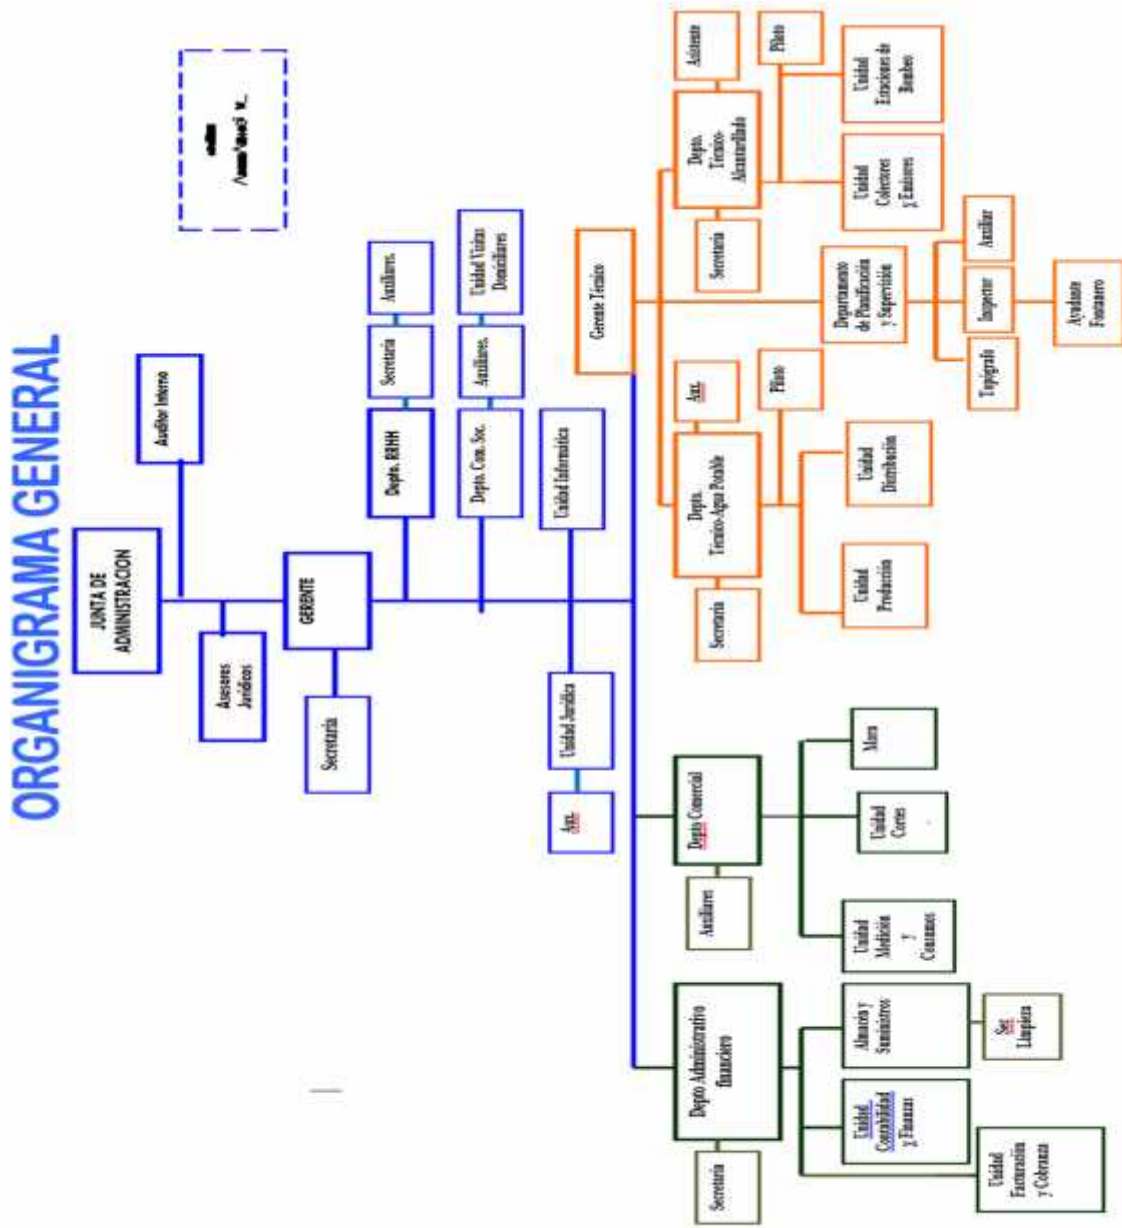 ORGANIGRAMA GENERAL
JUNTA DE
ADMINISTRACION
Auditor Interno
Asesores
Jurídicos
GERENTE
Secretaria
Depto. RRHH
Secretaria
Auxiliares.
Depto. Com. Soc.
Auxiliares.
Unidad Visitas
Domiciliares
Aux.
Unidad Jurídica
Unidad Informática
Gerente Técnico
Secretaria
Depto Administrativo
financiero
Auxiliares
Depto Comercial
Secretaria
Depto.
Técnico-Agua Potable
Aux.
Secretaria
Depto.
Técnico-
Alcantarillado
Asistente
Piloto
Piloto
Unidad
Facturación
y Cobranza
Unidad
Contabilidad
y Finanzas
Almacén y
Suministros
Ser.
Limpieza
Unidad
Medición
y
Consumos
Unidad
Cortes
Mora
Unidad
Producción
Unidad
Distribución
Departamento
de Planificación
y Supervisión
Unidad
Colectores
y Emisores
Unidad
Estaciones de
Bombeo
Topógrafo
Inspector
Auxiliar
Ayudante
Fontanero